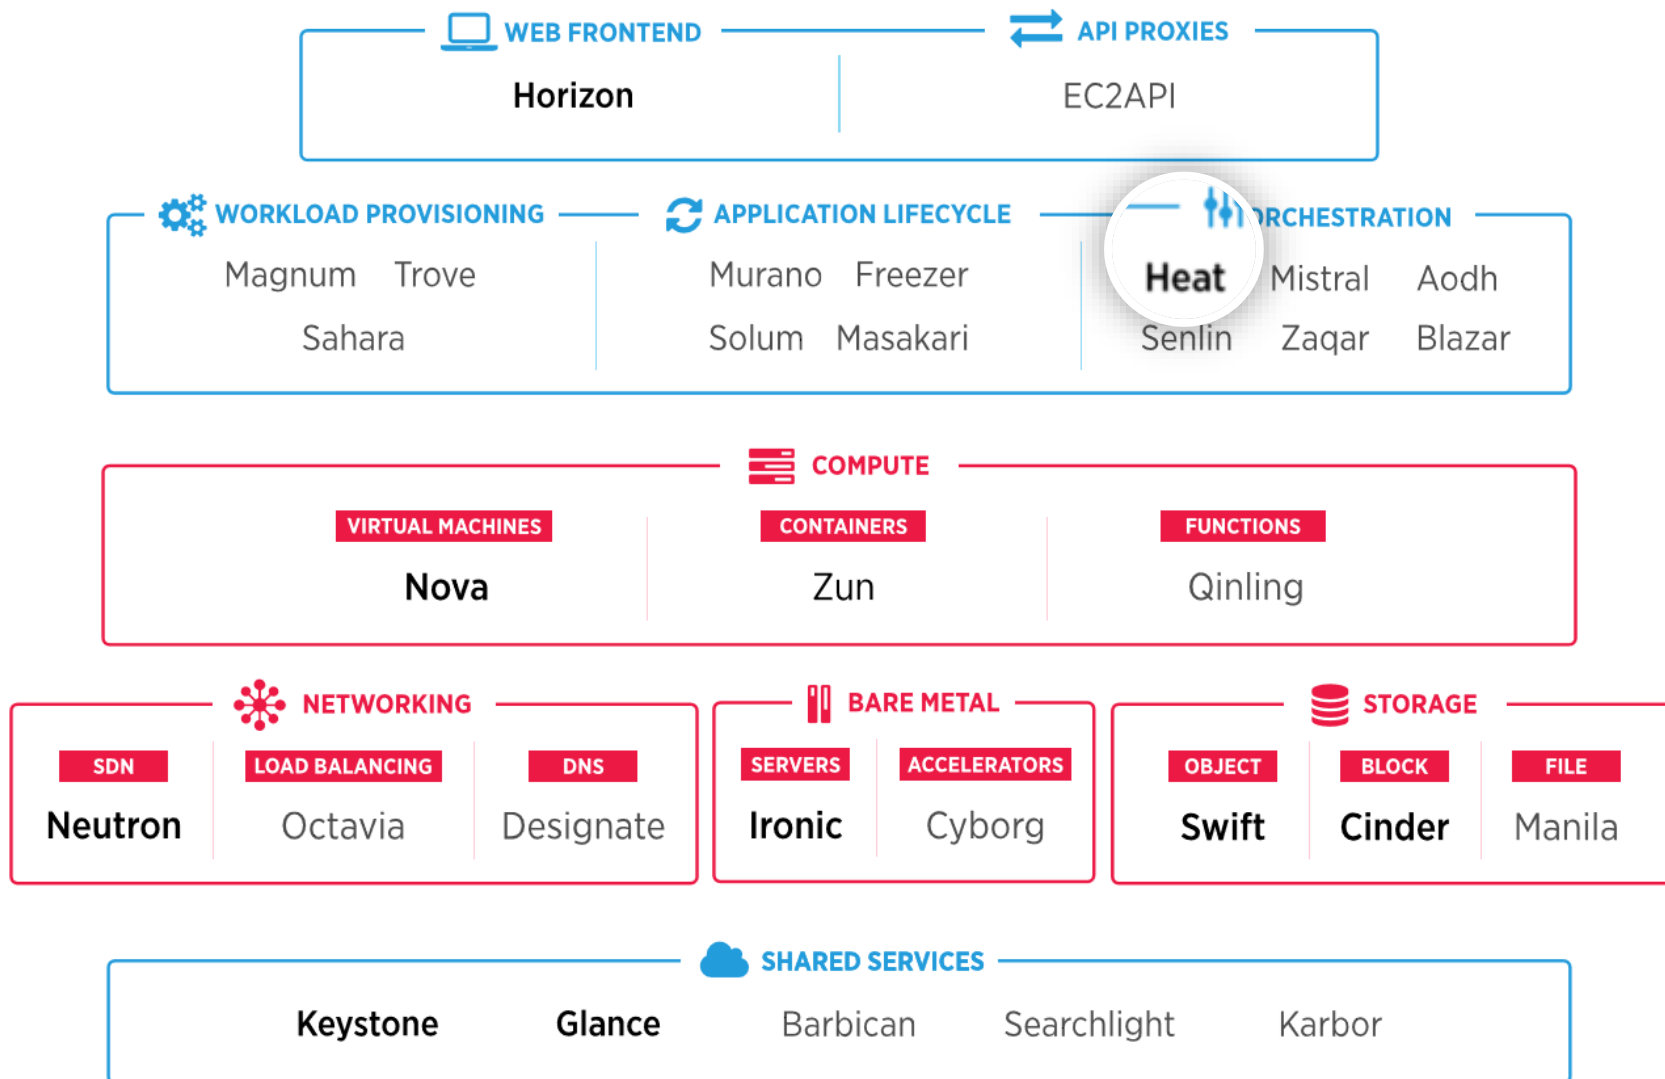 WEB FRONTEND API PROXIES
Horizon EC2API
WORKLOAD PROVISIONING APPLICATION LIFECYCLE ORCHESTRATION
Magnum Trove Murano Freezer Heat Mistral Aodh
Sahara Solum Masakari Senlin Zaqar Blazar
COMPUTE
VIRTUAL MACHINES CONTAINERS FUNCTIONS
Nova Zun Qinling
NETWORKING BARE METAL STORAGE
SDN LOAD BALANCING DNS SERVERS ACCELERATORS OBJECT BLOCK FILE
Neutron Octavia Designate Ironic Cyborg Swift Cinder Manila
SHARED SERVICES
Keystone Glance Barbican Searchlight Karbor